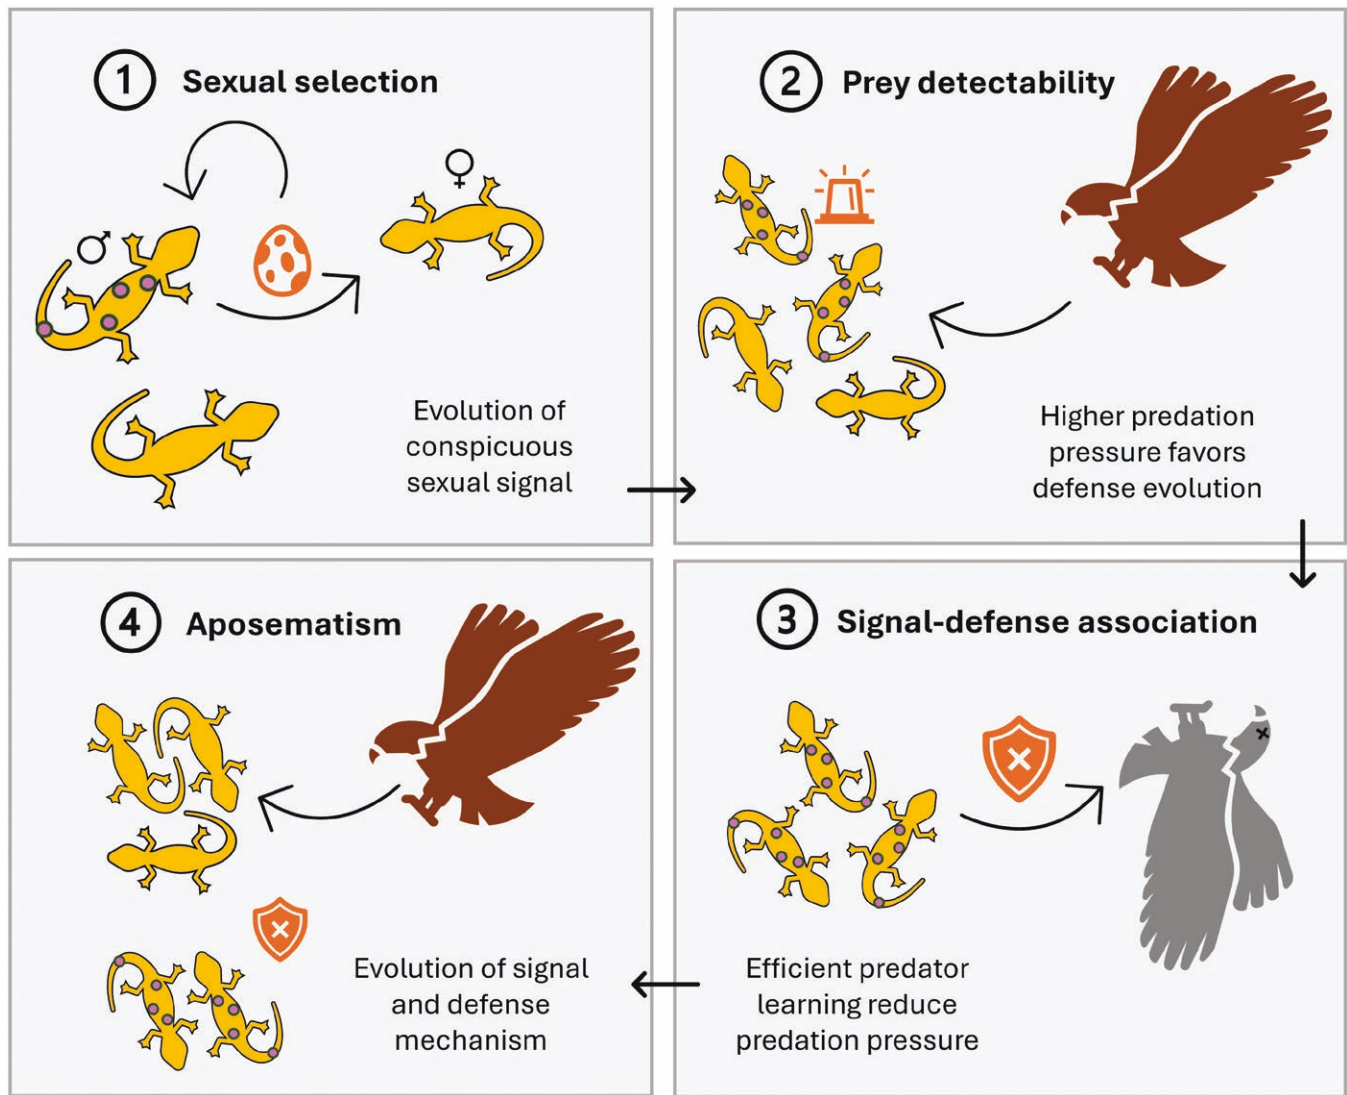 1 Sexual selection
♂
♀
Evolution of
conspicuous
sexual signal
2 Prey detectability
Higher predation
pressure favors
defense evolution
3 Signal-defense association
Efficient predator
learning reduce
predation pressure
4 Aposematism
Evolution of signal
and defense
mechanism